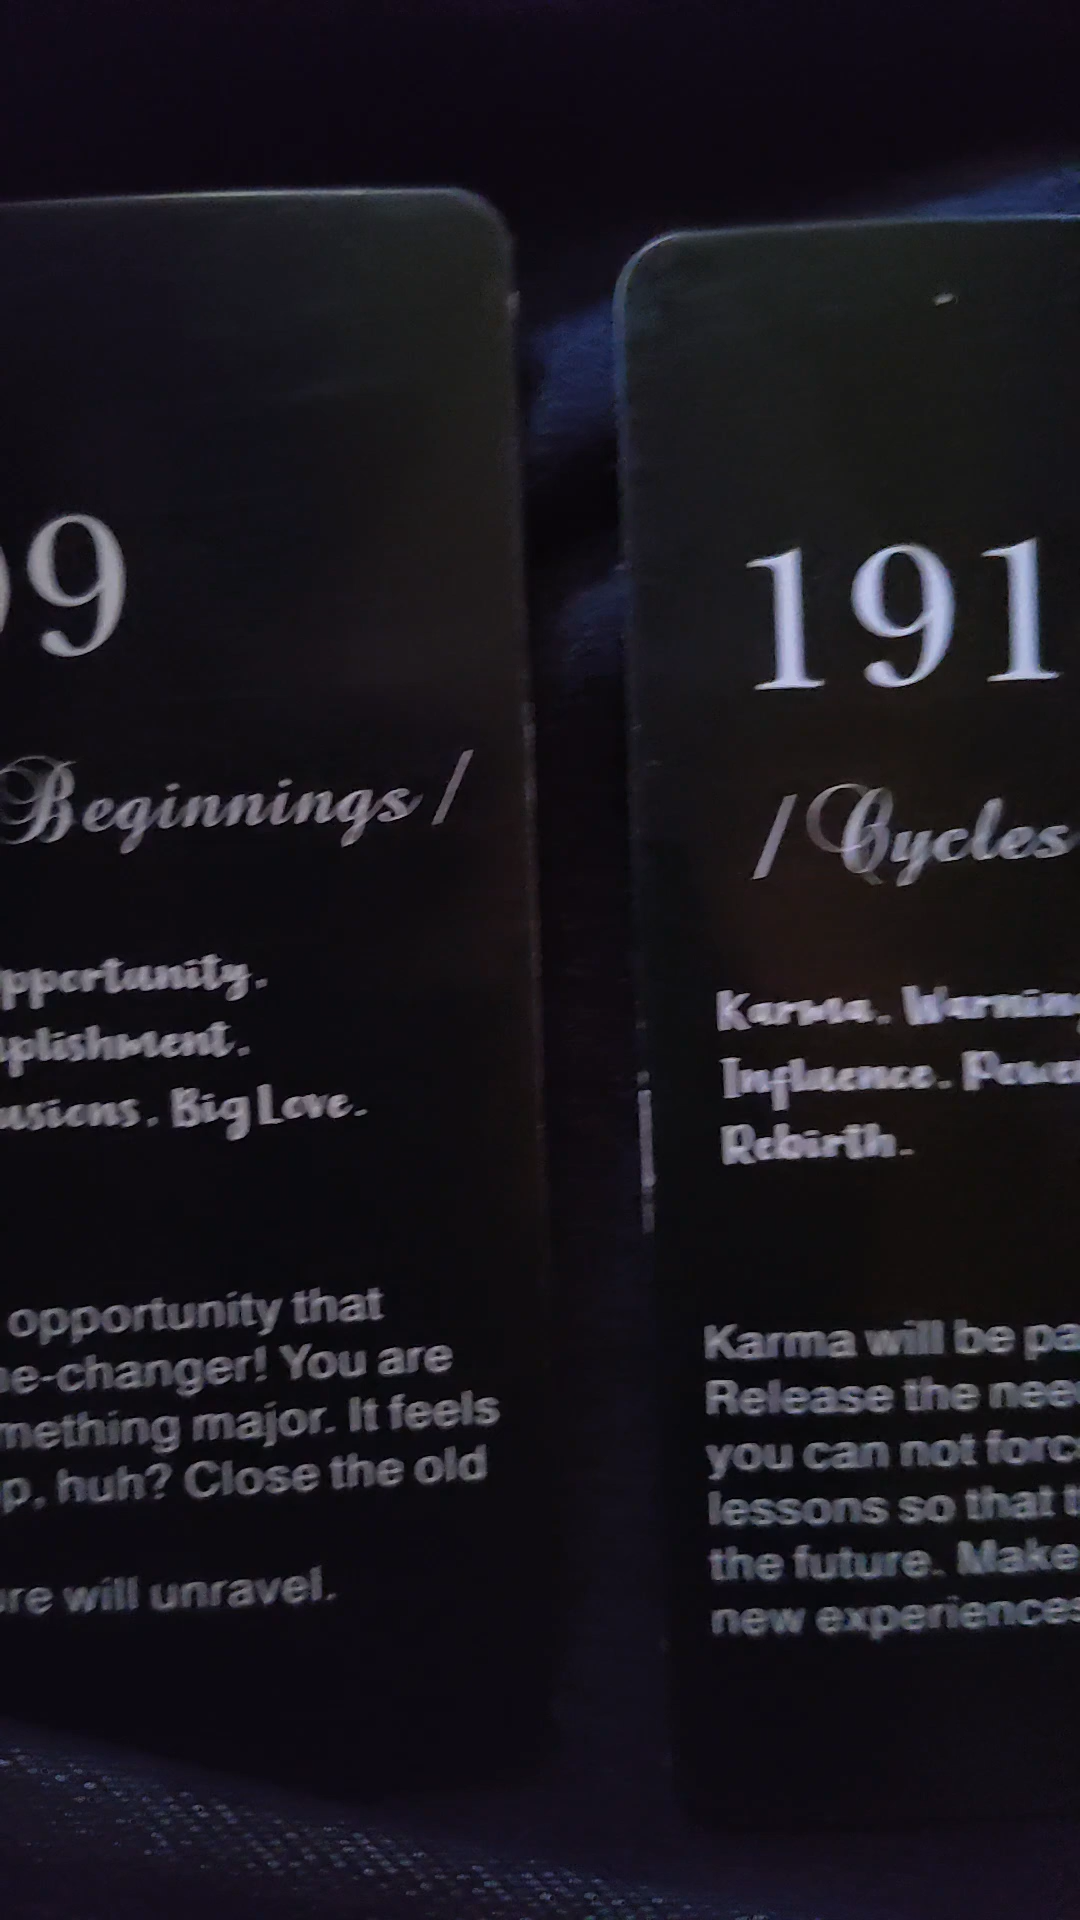 99
Beginnings /
pportunity.
plishment.
usions. Big Love.
opportunity that
e-changer! You are
mething major. It feels
p, huh? Close the old
ure will unravel.
191
/ Cycles
Karma. Warning
Influence. Power
Rebirth.
Karma will be pa
Release the nee
you can not forc
lessons so that t
the future. Make
new experiences